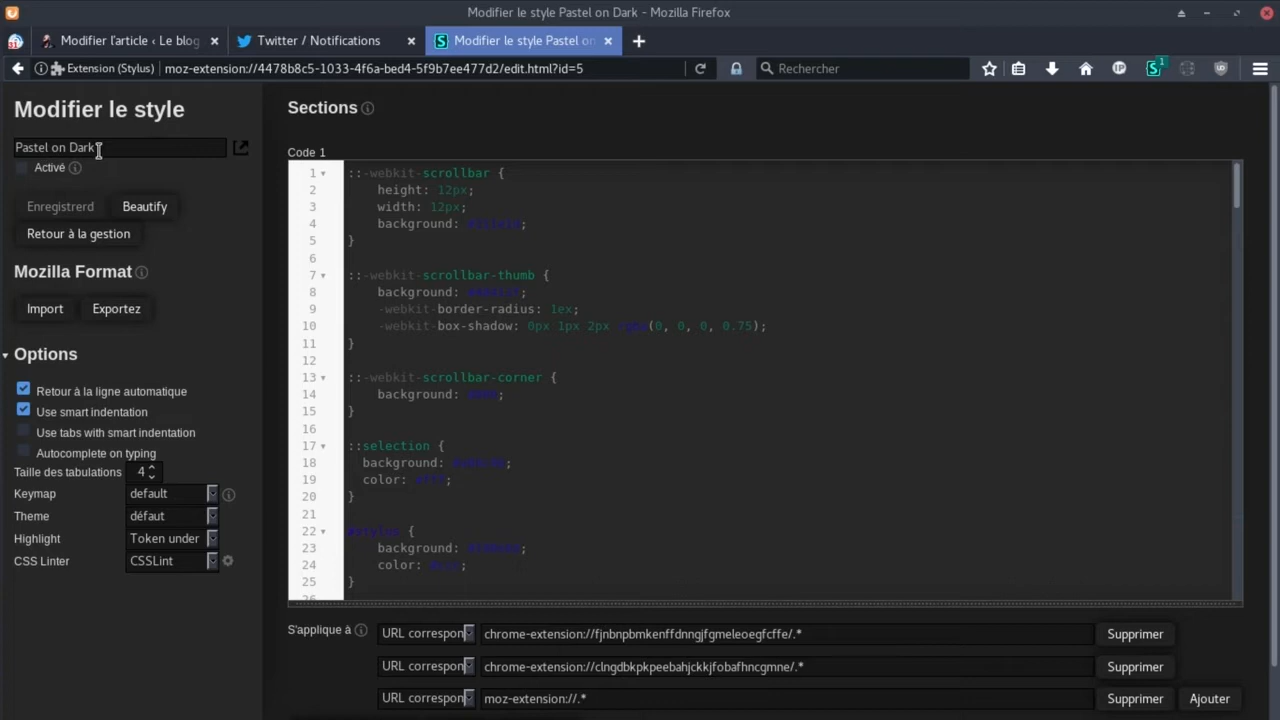 Modifier le style Pastel on Dark - Mozilla Firefox
31
Modifier l'article ‹ Le blog
Twitter / Notifications
Modifier le style Pastel on
Extension (Stylus)
moz-extension://4478b8c5-1033-4f6a-bed4-5f9b7ee477d2/edit.html?id=5
Rechercher
1
Modifier le style
Pastel on Dark
Activé
Enregistrerd
Beautify
Retour à la gestion
Mozilla Format
Import
Exportez
Options
Retour à la ligne automatique
Use smart indentation
Use tabs with smart indentation
Autocomplete on typing
Taille des tabulations 4
Keymap default
Theme défaut
Highlight Token under
CSS Linter CSSLint
Sections
Code 1
1 ::-webkit-scrollbar {
2 height: 12px;
3 width: 12px;
4 background:
5 }
6
7 ::-webkit-scrollbar-thumb {
8 background:
9 -webkit-border-radius: 1ex;
10 -webkit-box-shadow: 0px 1px 2px rgba(0, 0, 0, 0.75);
11 }
12
13 ::-webkit-scrollbar-corner {
14 background:
15 }
16
17 ::selection {
18 background:
19 color:
20 }
21
22 #stylus {
23 background:
24 color:
25 }
26
S'applique à
URL correspon chrome-extension://fjnbnpbmkenffdnngjfgmeleoegfcffe/.* Supprimer
URL correspon chrome-extension://clngdbkpkpeebahjckkjfobafhncgmne/.* Supprimer
URL correspon moz-extension://.* Supprimer Ajouter